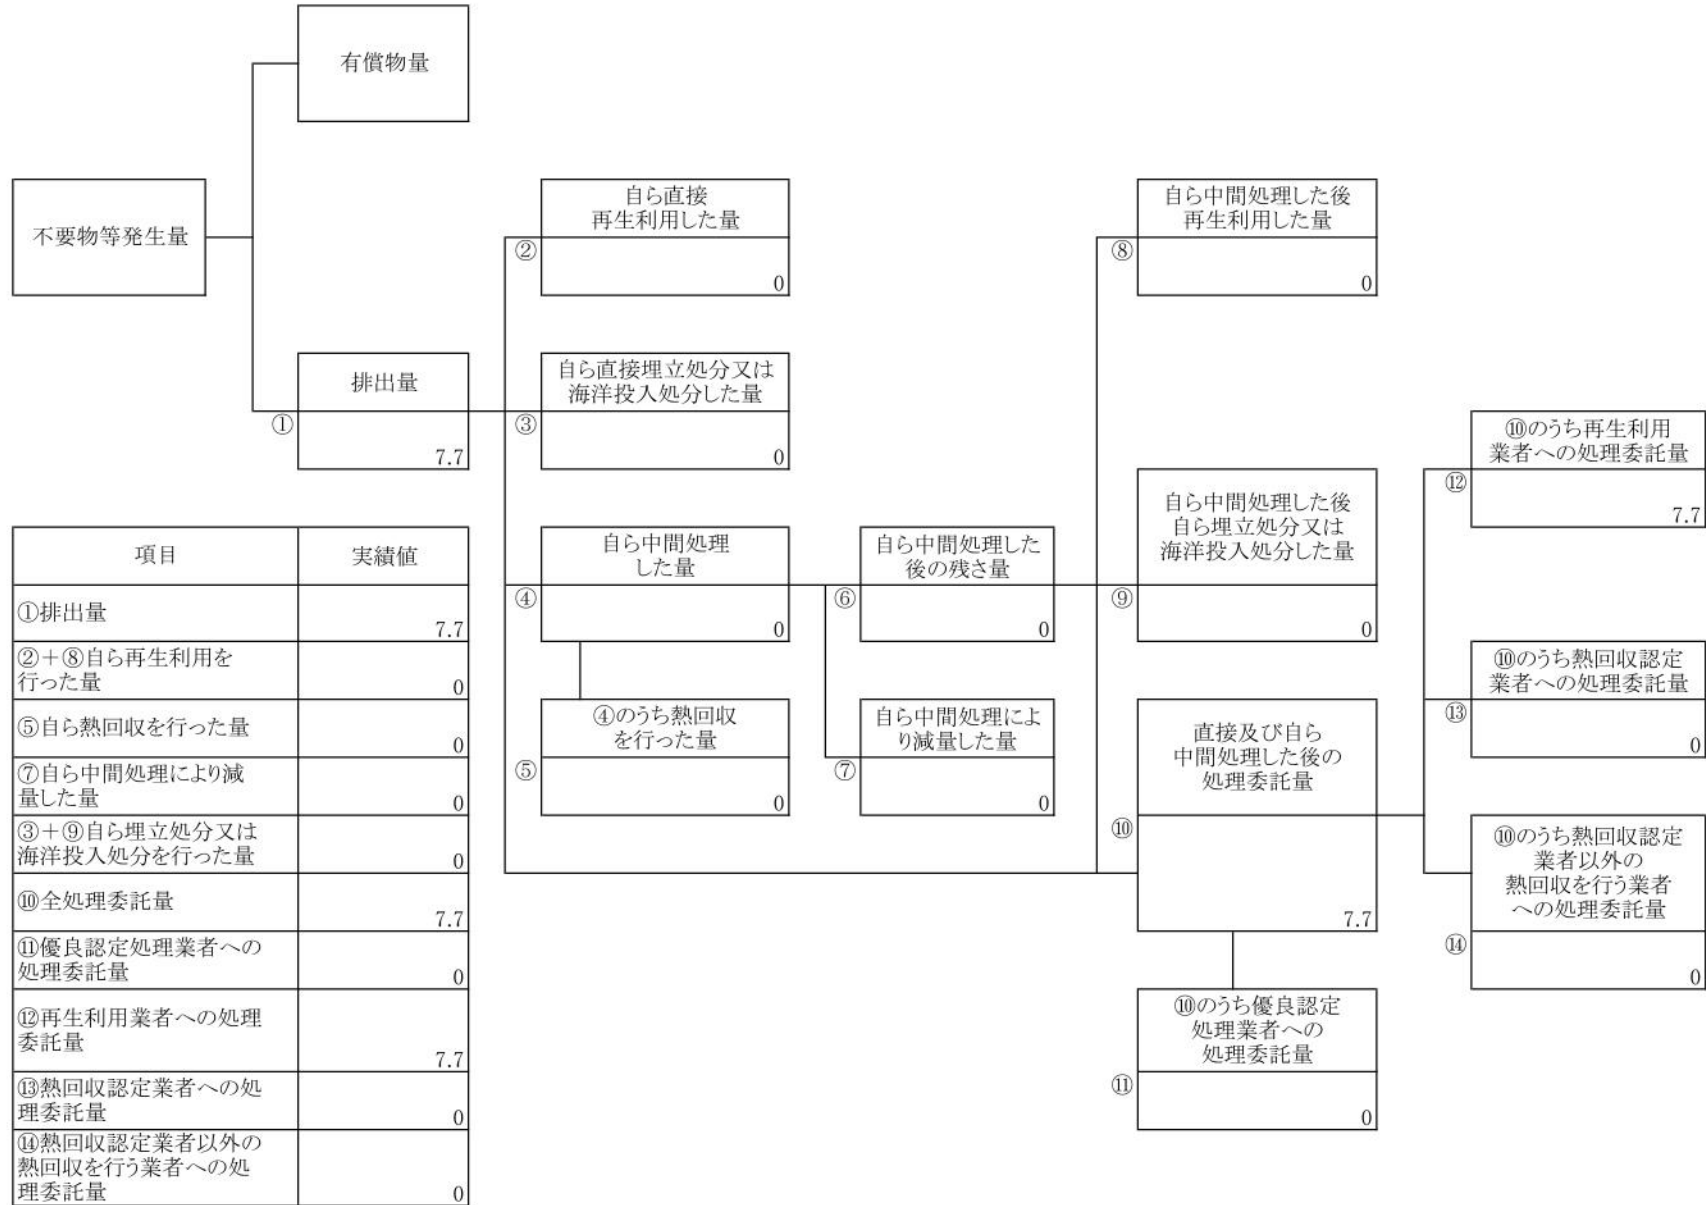 有償物量
不要物等発生量
自ら直接
再生利用した量
②
0
自ら中間処理した後
再生利用した量
⑧
0
排出量
①
7.7
自ら直接埋立処分又は
海洋投入処分した量
③
0
⑩のうち再生利用
業者への処理委託量
⑫
7.7
自ら中間処理した後
自ら埋立処分又は
海洋投入処分した量
⑨
0
自ら中間処理
した量
④
0
自ら中間処理した
後の残さ量
⑥
0
⑩のうち熱回収認定
業者への処理委託量
⑬
0
④のうち熱回収
を行った量
⑤
0
自ら中間処理によ
り減量した量
⑦
0
直接及び自ら
中間処理した後の
処理委託量
⑩
7.7
⑩のうち熱回収認定
業者以外の
熱回収を行う業者
への処理委託量
⑭
0
⑩のうち優良認定
処理業者への
処理委託量
⑪
0
項目 実績値
①排出量
7.7
②+⑧自ら再生利用を
行った量
0
⑤自ら熱回収を行った量
0
⑦自ら中間処理により減
量した量
0
③+⑨自ら埋立処分又は
海洋投入処分を行った量
0
⑩全処理委託量
7.7
⑪優良認定処理業者への
処理委託量
0
⑫再生利用業者への処理
委託量
7.7
⑬熱回収認定業者への処
理委託量
0
⑭熱回収認定業者以外の
熱回収を行う業者への処
理委託量
0